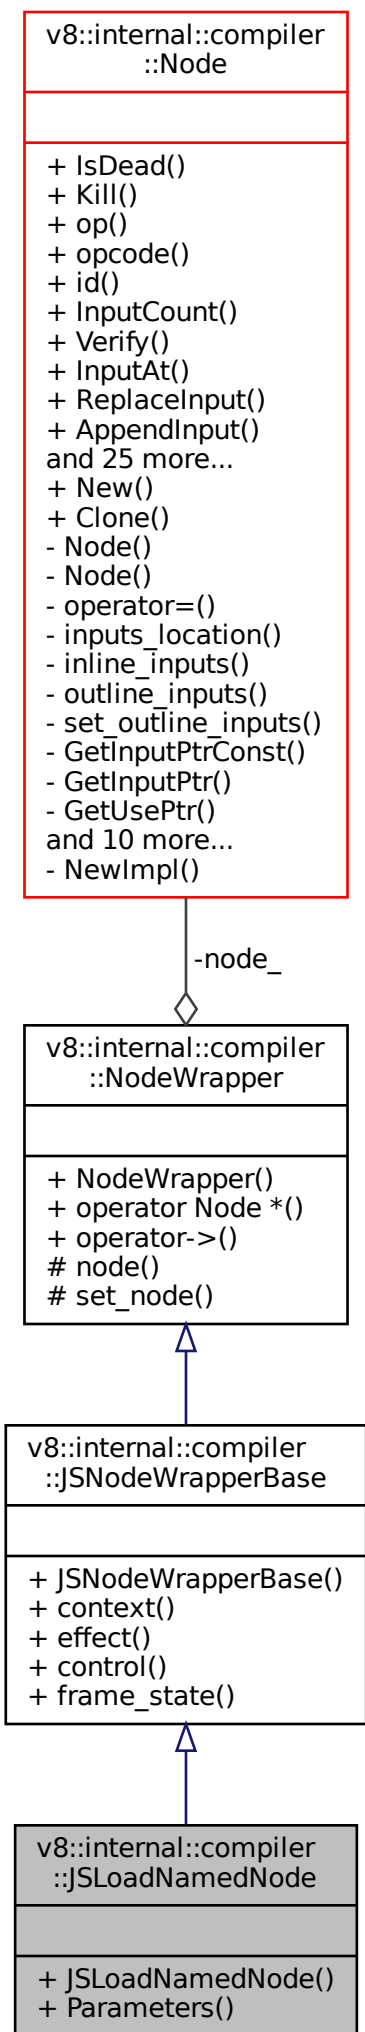 v8::internal::compiler
::Node
+ IsDead()
+ Kill()
+ op()
+ opcode()
+ id()
+ InputCount()
+ Verify()
+ InputAt()
+ ReplaceInput()
+ AppendInput()
and 25 more...
+ New()
+ Clone()
- Node()
- Node()
- operator=()
- inputs_location()
- inline_inputs()
- outline_inputs()
- set_outline_inputs()
- GetInputPtrConst()
- GetInputPtr()
- GetUsePtr()
and 10 more...
- NewImpl()
-node_
v8::internal::compiler
::NodeWrapper
+ NodeWrapper()
+ operator Node *()
+ operator->()
# node()
# set_node()
v8::internal::compiler
::JSNodeWrapperBase
+ JSNodeWrapperBase()
+ context()
+ effect()
+ control()
+ frame_state()
v8::internal::compiler
::JSLoadNamedNode
+ JSLoadNamedNode()
+ Parameters()